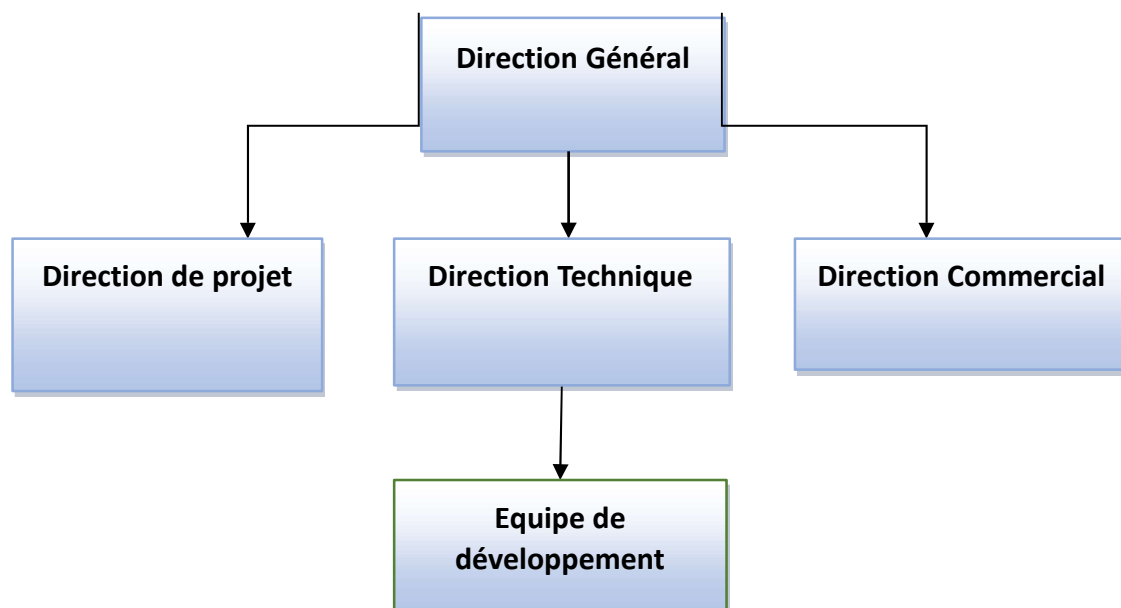 Direction Général
Direction de projet
Direction Technique
Direction Commercial
Equipe de
développement